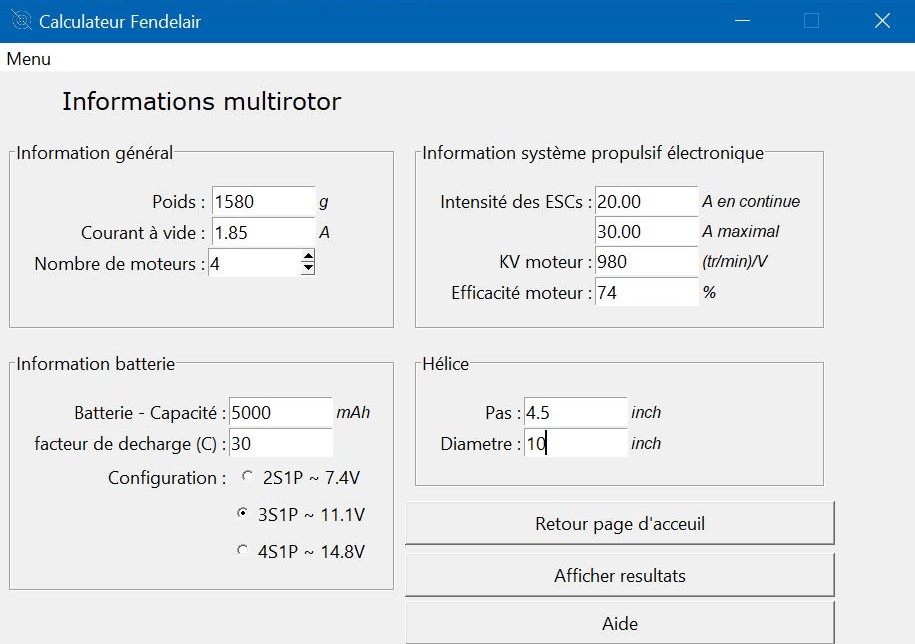 Calculateur Fendelair
Menu
Informations multirotor
Information général
Poids : 1580 g
Courant à vide : 1.85 A
Nombre de moteurs : 4
Information système propulsif électronique
Intensité des ESCs : 20.00 A en continue
30.00 A maximal
KV moteur : 980 (tr/min)/V
Efficacité moteur : 74 %
Information batterie
Batterie - Capacité : 5000 mAh
facteur de decharge (C) : 30
Configuration : 2S1P ~ 7.4V
3S1P ~ 11.1V
4S1P ~ 14.8V
Hélice
Pas : 4.5 inch
Diametre : 10 inch
Retour page d'acceuil
Afficher resultats
Aide